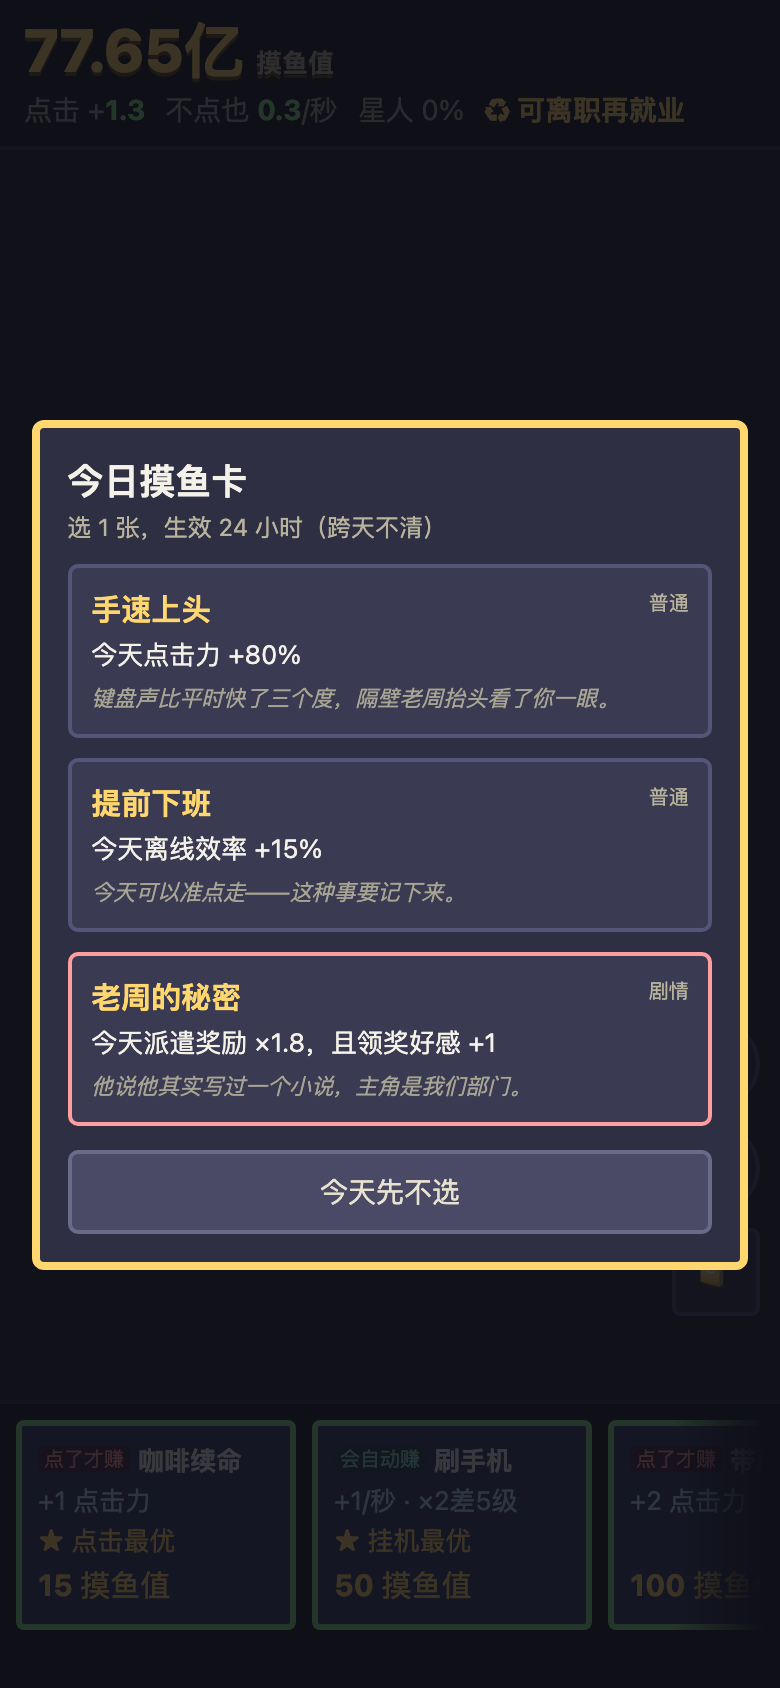 77.65亿 摸鱼值
点击 +1.3 不点也 0.3/秒 星人 0% ♻ 可离职再就业
今日摸鱼卡
选 1 张，生效 24 小时（跨天不清）
手速上头 普通
今天点击力 +80%
键盘声比平时快了三个度，隔壁老周抬头看了你一眼。
提前下班 普通
今天离线效率 +15%
今天可以准点走——这种事要记下来。
老周的秘密 剧情
今天派遣奖励 ×1.8，且领奖好感 +1
他说他其实写过一个小说，主角是我们部门。
今天先不选
点了才赚 咖啡续命
+1 点击力
★ 点击最优
15 摸鱼值
会自动赚 刷手机
+1/秒 · ×2差5级
★ 挂机最优
50 摸鱼值
点了才赚 带
+2 点击力
100 摸鱼值